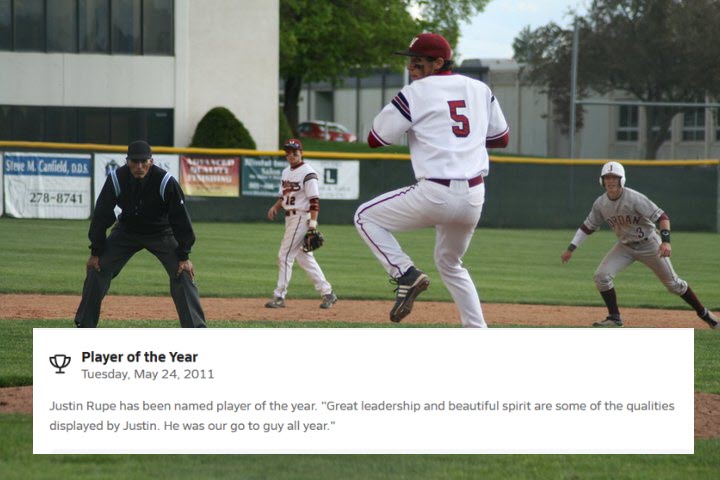 Steve M. Canfield, D.D.S.
278-8741
ADVANCED
5
12
L
JORDAN
3
Player of the Year
Tuesday, May 24, 2011
Justin Rupe has been named player of the year. "Great leadership and beautiful spirit are some of the qualities
displayed by Justin. He was our go to guy all year."